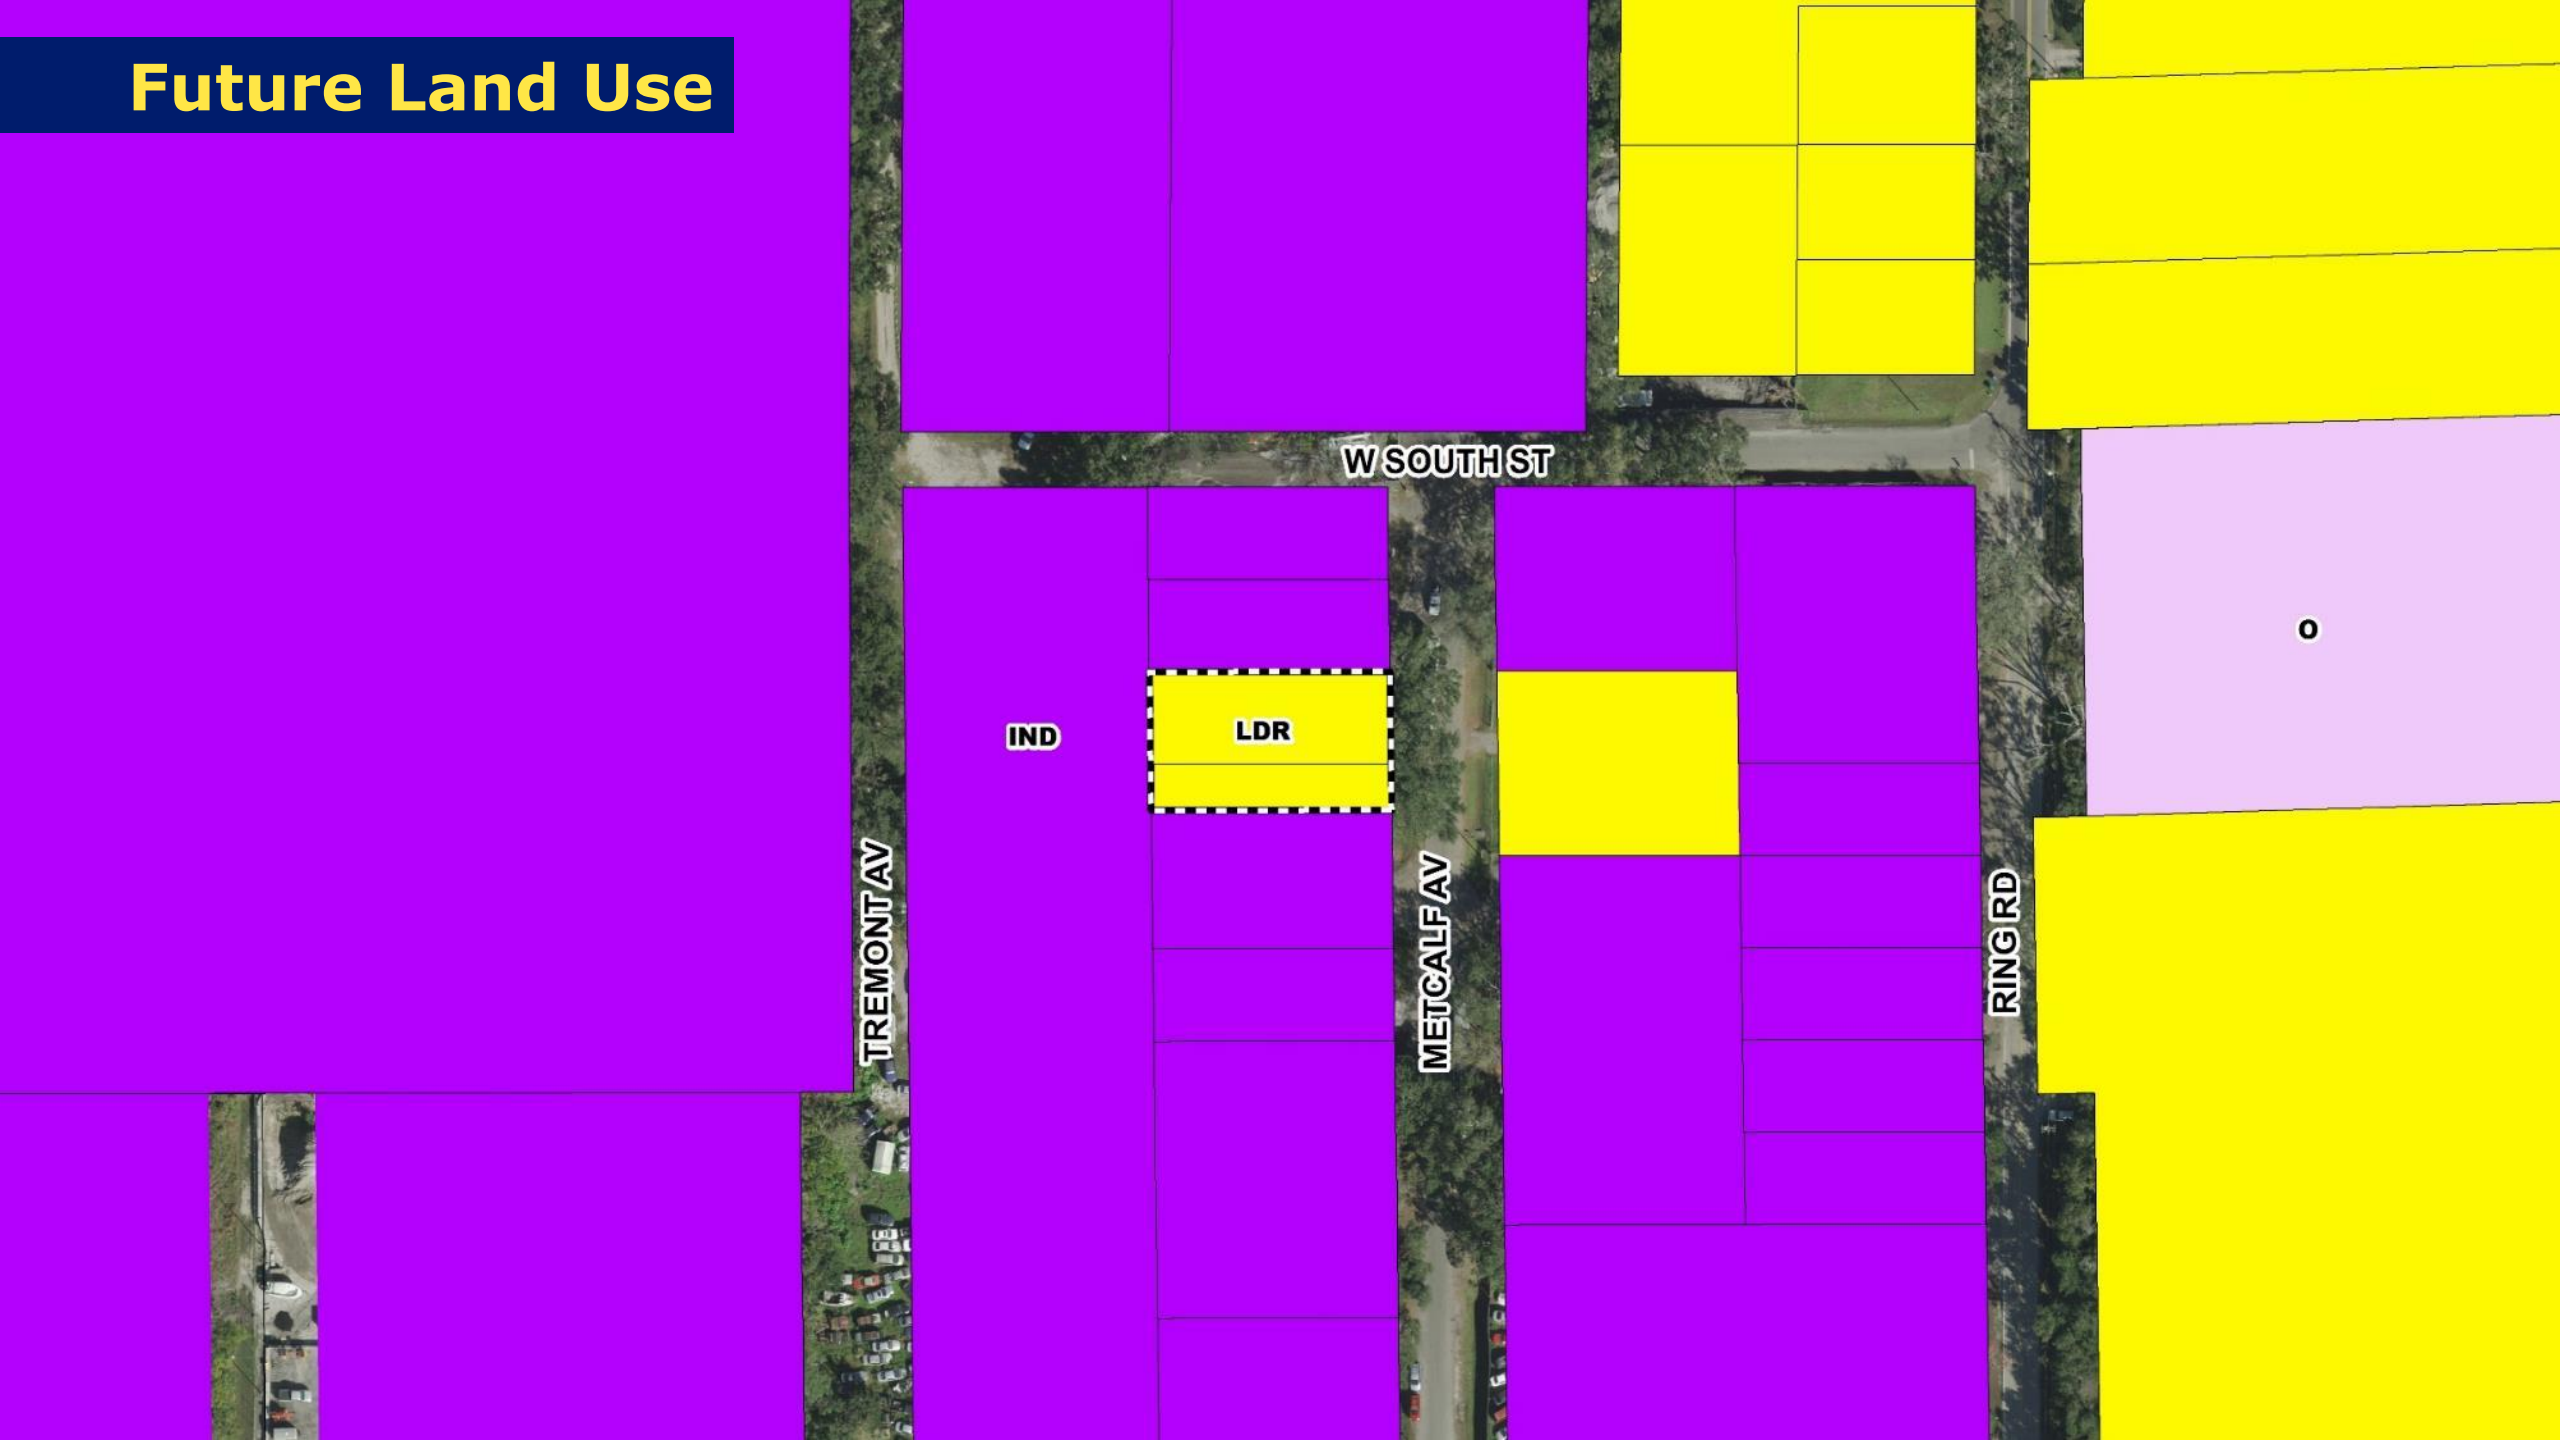 Future Land Use
W SOUTH ST
O
IND
LDR
TREMONT AV
METCALF AV
RING RD